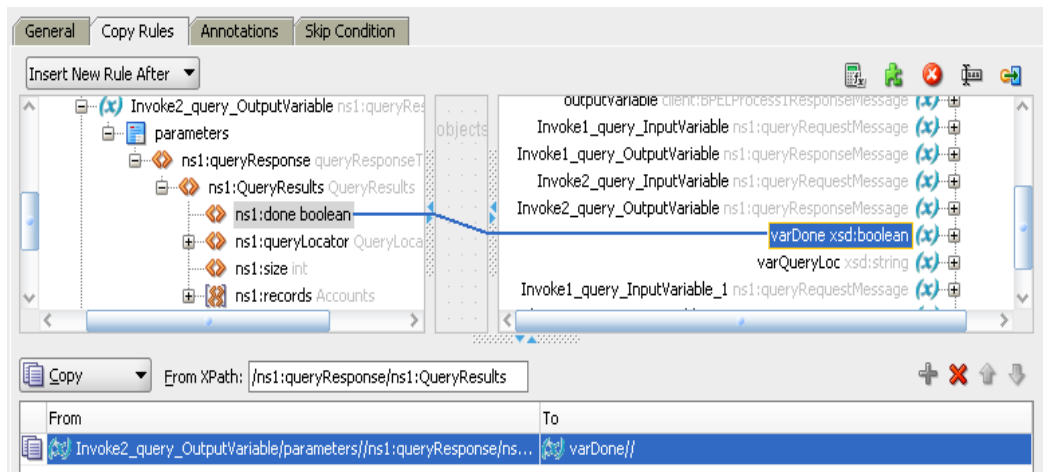 General Copy Rules Annotations Skip Condition
Insert New Rule After
Invoke2_query_OutputVariable ns1:queryRes
parameters
ns1:queryResponse queryResponseT
ns1:QueryResults QueryResults
ns1:done boolean
ns1:queryLocator QueryLoca
ns1:size int
ns1:records Accounts
objects
outputVariable client:BPELProcess1ResponseMessage
Invoke1_query_InputVariable ns1:queryRequestMessage
Invoke1_query_OutputVariable ns1:queryResponseMessage
Invoke2_query_InputVariable ns1:queryRequestMessage
Invoke2_query_OutputVariable ns1:queryResponseMessage
varDone xsd:boolean
varQueryLoc xsd:string
Invoke1_query_InputVariable_1 ns1:queryRequestMessage
Copy From XPath: /ns1:queryResponse/ns1:QueryResults
From To
Invoke2_query_OutputVariable/parameters//ns1:queryResponse/ns... varDone//